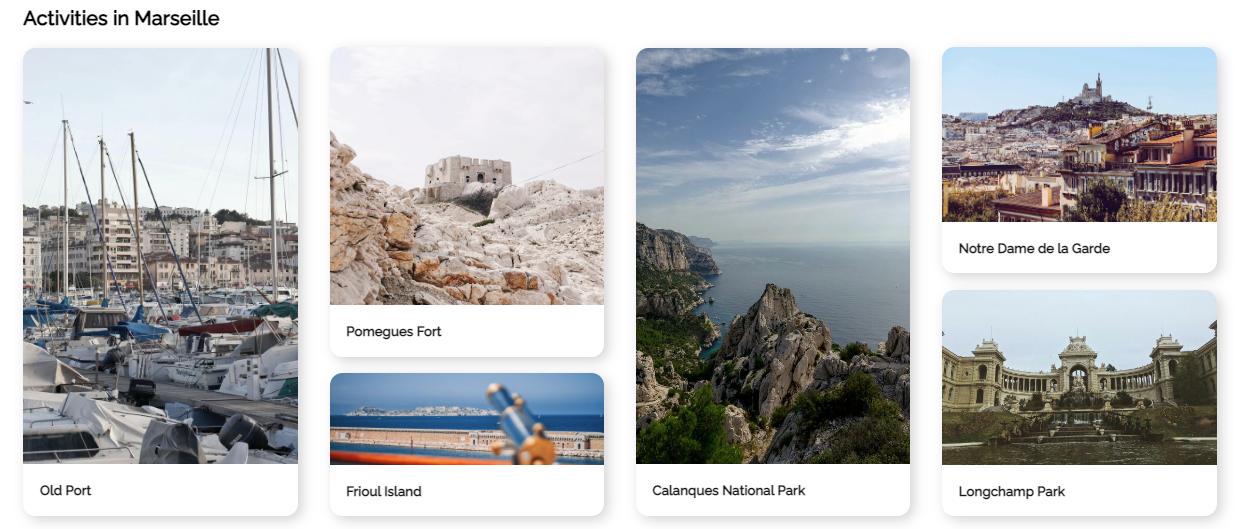 Activities in Marseille
Old Port
Pomegues Fort
Frioul Island
Calanques National Park
Notre Dame de la Garde
Longchamp Park